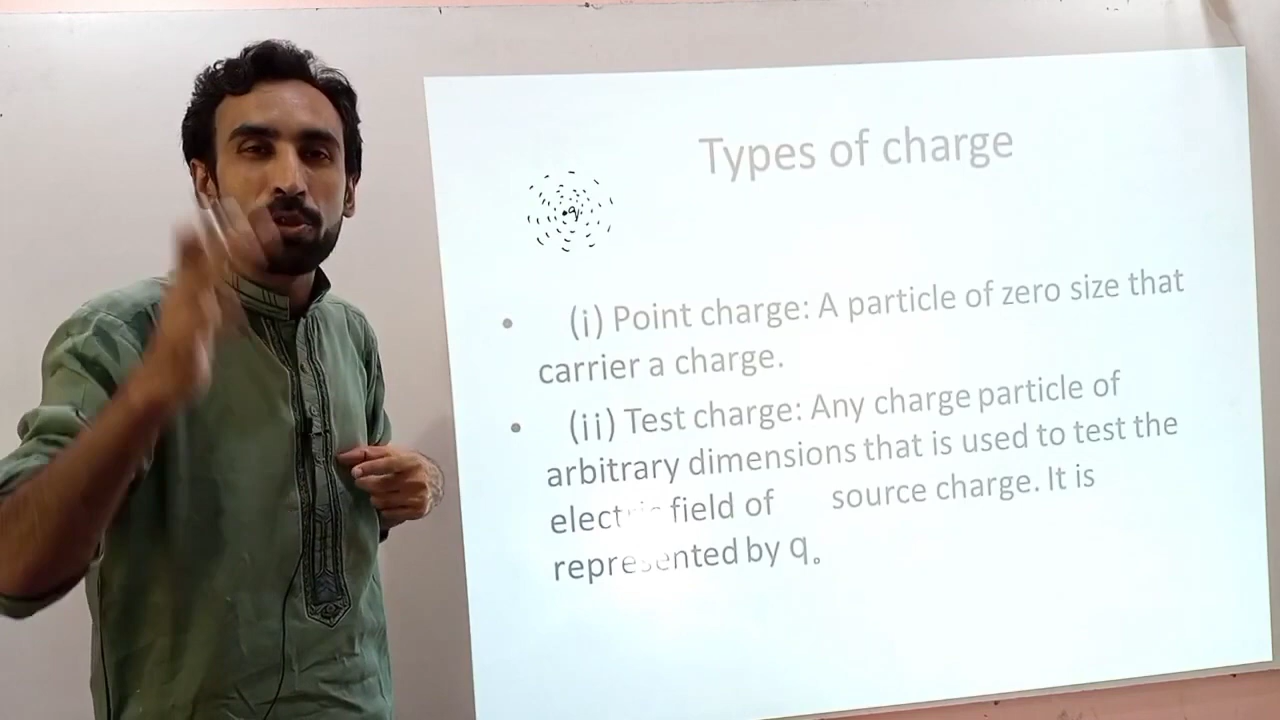 Types of charge
q
• (i) Point charge: A particle of zero size that
carrier a charge.
• (ii) Test charge: Any charge particle of
arbitrary dimensions that is used to test the
electric field of source charge. It is
represented by q。